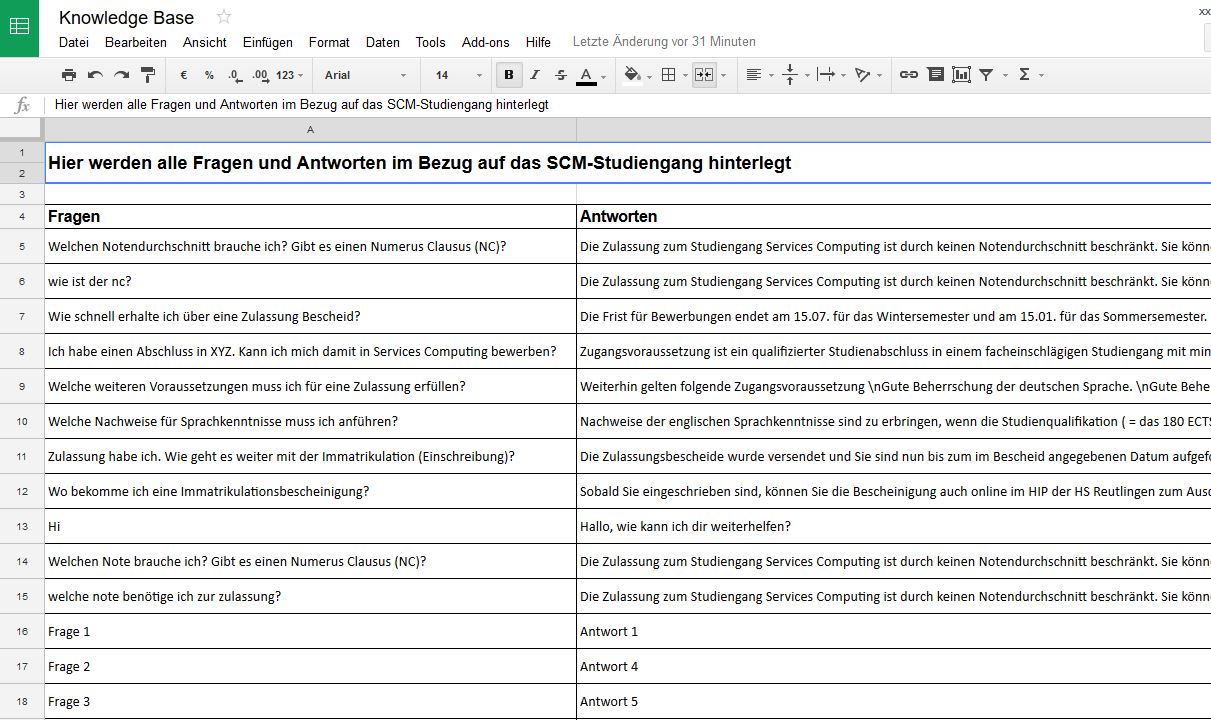 Knowledge Base
xx
Datei Bearbeiten Ansicht Einfügen Format Daten Tools Add-ons Hilfe Letzte Änderung vor 31 Minuten
€ % .0 .00 123 Arial 14 B I S A Σ
fx Hier werden alle Fragen und Antworten im Bezug auf das SCM-Studiengang hinterlegt
A
1
Hier werden alle Fragen und Antworten im Bezug auf das SCM-Studiengang hinterlegt
2
3
4 Fragen Antworten
5 Welchen Notendurchschnitt brauche ich? Gibt es einen Numerus Clausus (NC)? Die Zulassung zum Studiengang Services Computing ist durch keinen Notendurchschnitt beschränkt. Sie könn
6 wie ist der nc? Die Zulassung zum Studiengang Services Computing ist durch keinen Notendurchschnitt beschränkt. Sie könn
7 Wie schnell erhalte ich über eine Zulassung Bescheid? Die Frist für Bewerbungen endet am 15.07. für das Wintersemester und am 15.01. für das Sommersemester.
8 Ich habe einen Abschluss in XYZ. Kann ich mich damit in Services Computing bewerben? Zugangsvoraussetzung ist ein qualifizierter Studienabschluss in einem facheinschlägigen Studiengang mit min
9 Welche weiteren Voraussetzungen muss ich für eine Zulassung erfüllen? Weiterhin gelten folgende Zugangsvoraussetzung \nGute Beherrschung der deutschen Sprache. \nGute Behe
10 Welche Nachweise für Sprachkenntnisse muss ich anführen? Nachweise der englischen Sprachkenntnisse sind zu erbringen, wenn die Studienqualifikation ( = das 180 ECTS
11 Zulassung habe ich. Wie geht es weiter mit der Immatrikulation (Einschreibung)? Die Zulassungsbescheide wurde versendet und Sie sind nun bis zum im Bescheid angegebenen Datum aufgefo
12 Wo bekomme ich eine Immatrikulationsbescheinigung? Sobald Sie eingeschrieben sind, können Sie die Bescheinigung auch online im HIP der HS Reutlingen zum Ausd
13 Hi Hallo, wie kann ich dir weiterhelfen?
14 Welchen Note brauche ich? Gibt es einen Numerus Clausus (NC)? Die Zulassung zum Studiengang Services Computing ist durch keinen Notendurchschnitt beschränkt. Sie könn
15 welche note benötige ich zur zulassung? Die Zulassung zum Studiengang Services Computing ist durch keinen Notendurchschnitt beschränkt. Sie könn
16 Frage 1 Antwort 1
17 Frage 2 Antwort 4
18 Frage 3 Antwort 5